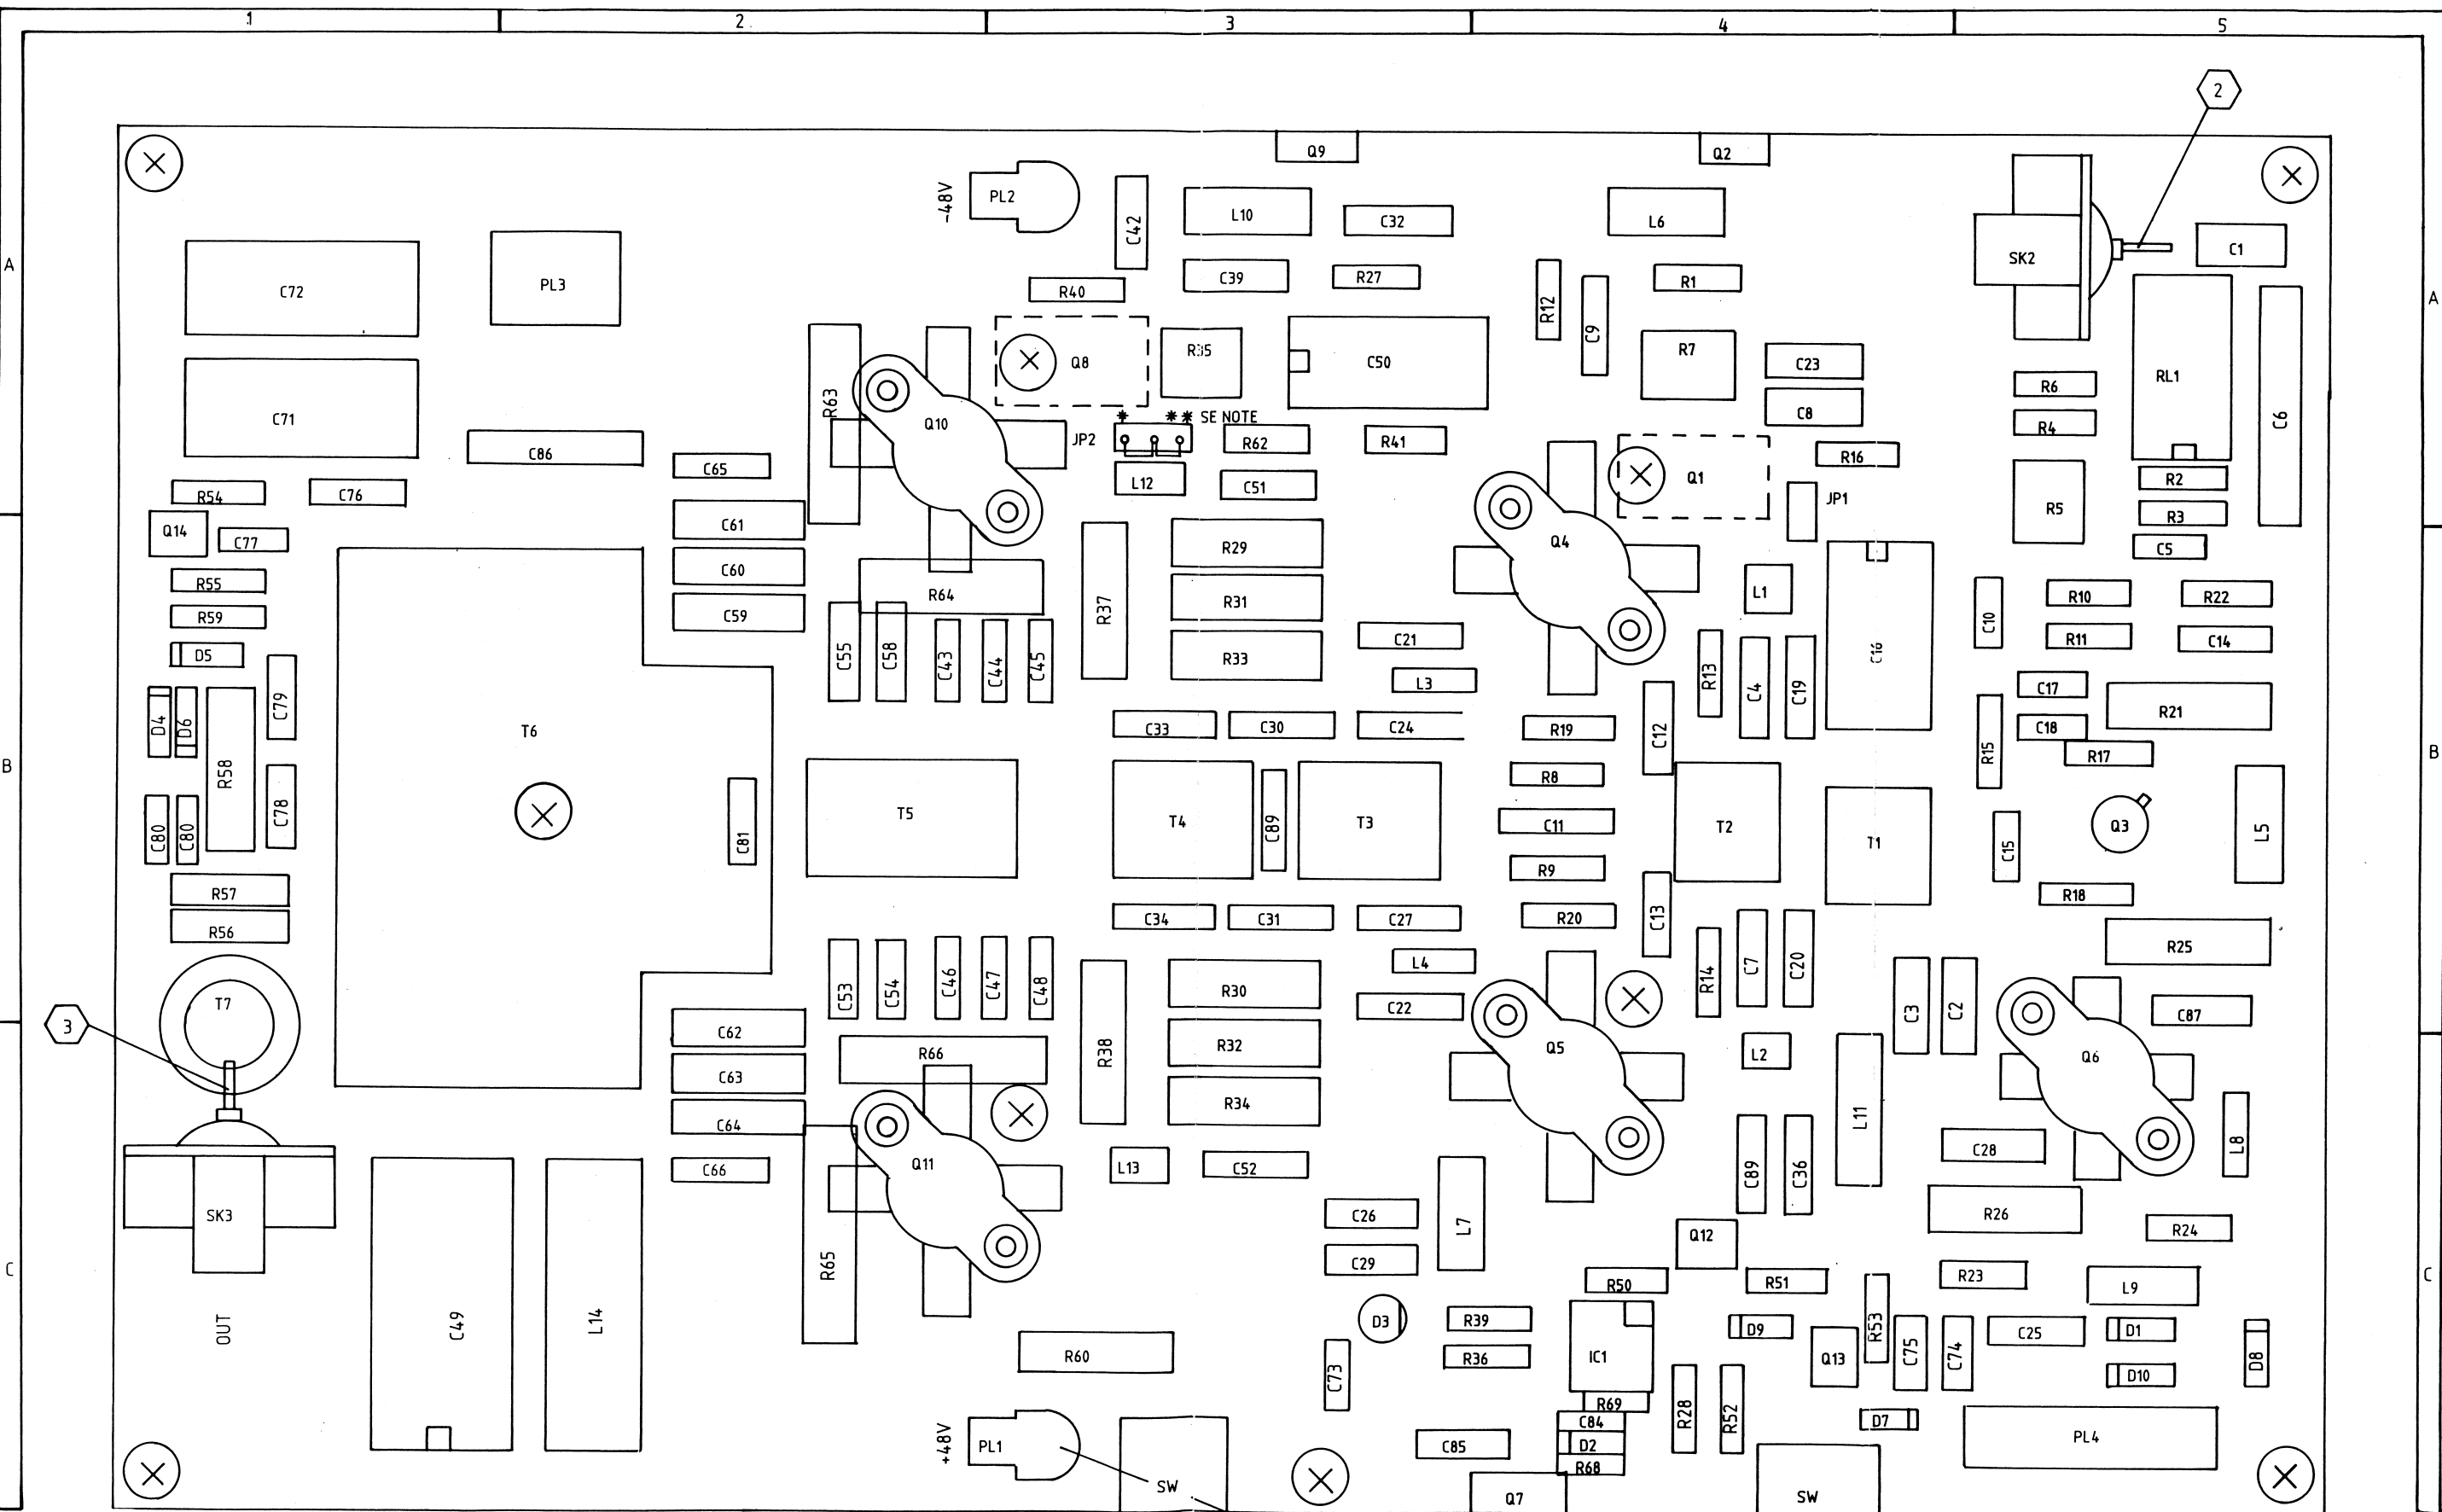 1 2 3 4 5
2
Q9 Q2
-48V PL2 C42 L10 C32 L6 SK2 C1
A C72 PL3 R40 C39 R27 R12 C9 R1 A
R63 Q8 R35 C50 R7 C23 RL1
R6
C71 Q10 C8 R4 C6
* ** SE NOTE
JP2 R62 R41
C86 C65 L12 C51 Q1 R16 R2
R54 C76 JP1 R5 R3
Q14 C77 C61 R29 Q4 C5
R55 C60 R64 R37 R31 L1 C10 R10 R22
R59 C59 C21 R11 C14
D5 C55 C58 C43 C44 C45 R33 L3 R13 C4 C19 C16 C17
D4 D6 C79 R21
T6 C33 C30 C24 R19 C12 C18
B R58 R15 R17 B
R8
C80 C80 C78 C81 T5 T4 C89 T3 C11 T2 T1 C15 Q3 L5
R9
R57 R18
R56 C34 C31 C27 R20 C13 R25
L4
C53 C54 C46 C47 C48 R30 C22 R14 C7 C20 C3 C2 C87
T7
3 C62 R66 R38 R32 Q5 L2 Q6
C63
C64 R34 L11 L8
C66 Q11 L13 C52 C89 C36 C28
SK3 C26 L7 R26 R24
Q12
C R65 C29 R50 R51 R23 L9 C
OUT C49 L14 D3 R39 D9 R53 C25 D1 D8
R60 C73 R36 IC1 Q13 C75 C74 D10
R69
+48V PL1 C84 R28 R52 D7 PL4
C85 D2
R68
SW Q7 SW